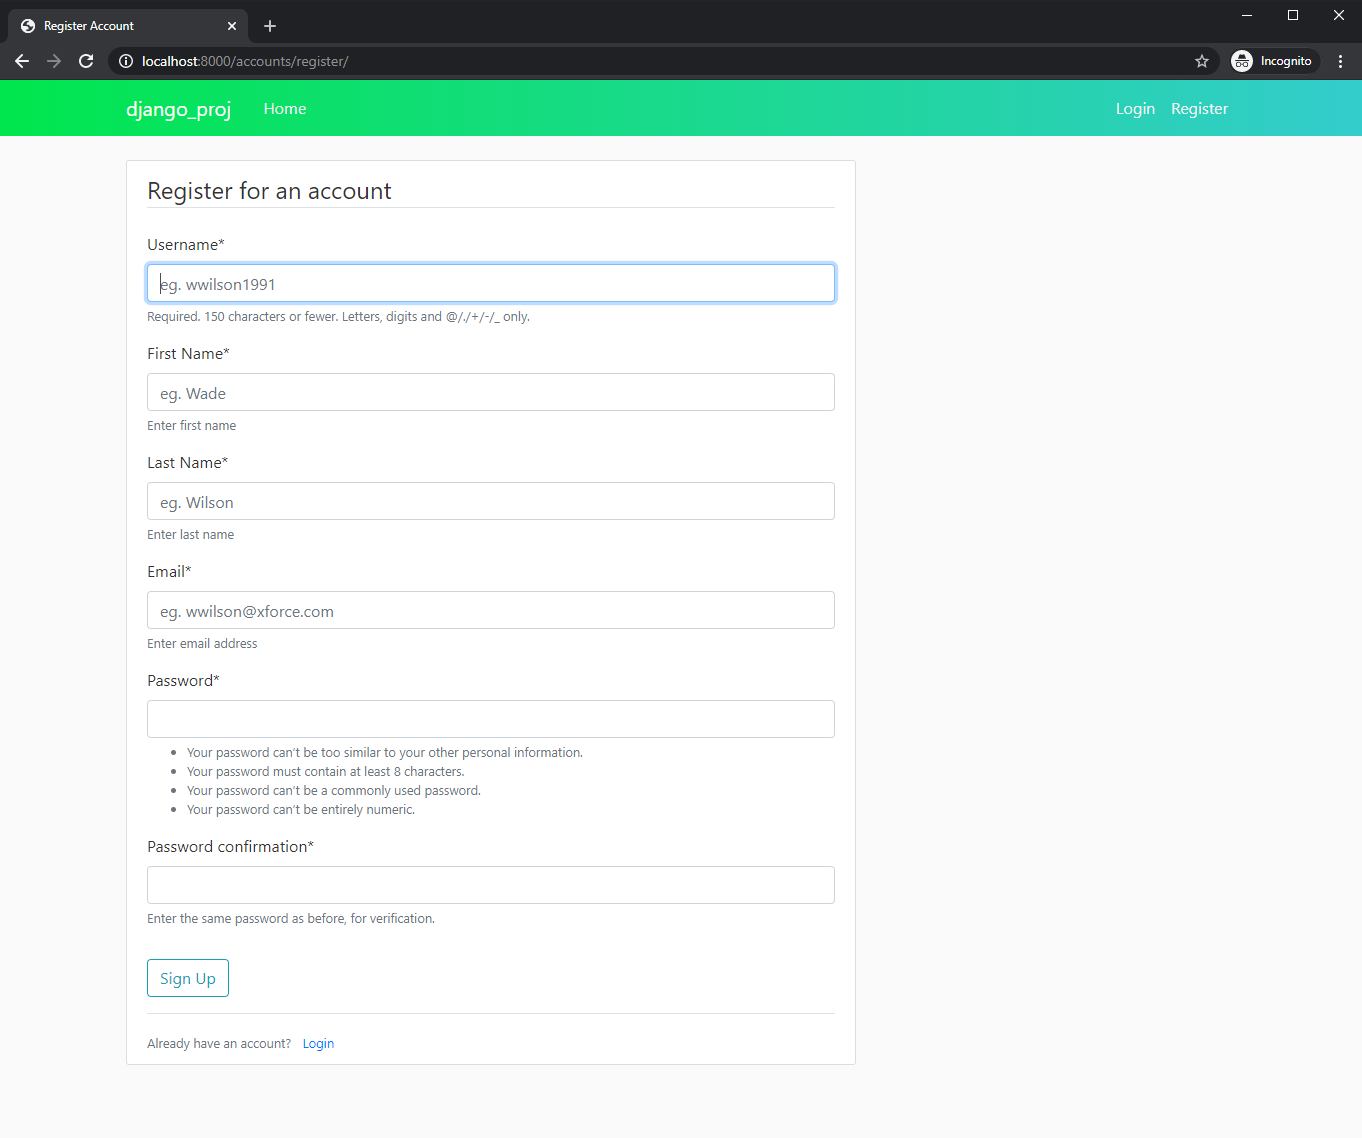 Register Account
localhost:8000/accounts/register/
Incognito
django_proj Home Login Register
Register for an account
Username*
eg. wwilson1991
Required. 150 characters or fewer. Letters, digits and @/./+/-/_ only.
First Name*
eg. Wade
Enter first name
Last Name*
eg. Wilson
Enter last name
Email*
eg. wwilson@xforce.com
Enter email address
Password*
• Your password can't be too similar to your other personal information.
• Your password must contain at least 8 characters.
• Your password can't be a commonly used password.
• Your password can't be entirely numeric.
Password confirmation*
Enter the same password as before, for verification.
Sign Up
Already have an account? Login